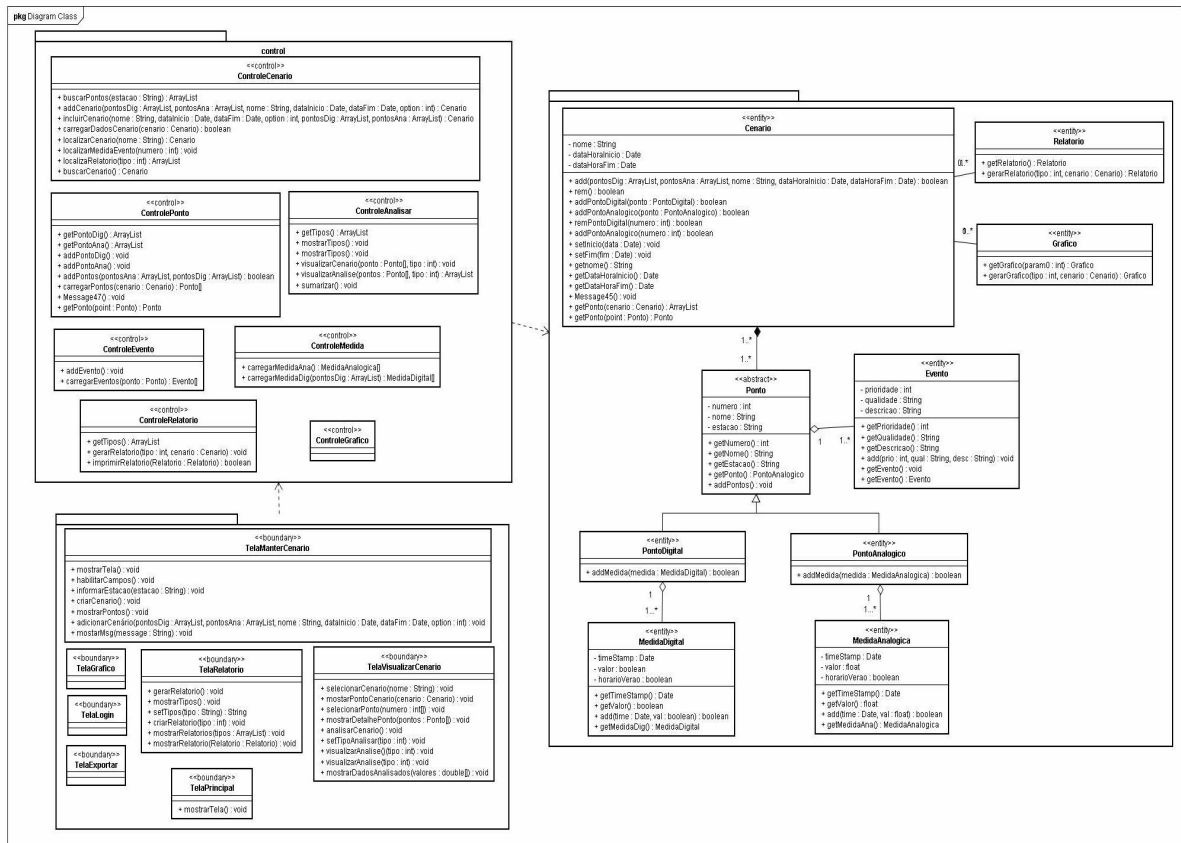 pkg Diagram Class
control
<<control>>
ControleCenario
+ buscarPontos(estacao : String) : ArrayList
+ addCenario(pontosDig : ArrayList, pontosAna : ArrayList, nome : String, dataInicio : Date, dataFim : Date, option : int) : Cenario
+ incluirCenario(nome : String, dataInicio : Date, dataFim : Date, option : int, pontosDig : ArrayList, pontosAna : ArrayList) : Cenario
+ carregarDadosCenario(cenario : Cenario) : boolean
+ localizarCenario(nome : String) : Cenario
+ localizarMedidaEvento(numero : int) : void
+ localizaRelatorio(tipo : int) : ArrayList
+ buscarCenario() : Cenario
<<control>>
ControlePonto
+ getPontoDig() : ArrayList
+ getPontoAna() : ArrayList
+ addPontoDig() : void
+ addPontoAna() : void
+ addPontos(pontosAna : ArrayList, pontosDig : ArrayList) : boolean
+ carregarPontos(cenario : Cenario) : Ponto[]
+ Message47() : void
+ getPonto(point : Ponto) : Ponto
<<control>>
ControleAnalisar
+ getTipos() : ArrayList
+ mostrarTipos() : void
+ mostrarTipos() : void
+ visualizarCenario(ponto : Ponto[], tipo : int) : void
+ visualizarAnalise(pontos : Ponto[], tipo : int) : ArrayList
+ sumarizar() : void
<<control>>
ControleEvento
+ addEvento() : void
+ carregarEventos(ponto : Ponto) : Evento[]
<<control>>
ControleMedida
+ carregarMedidaAna() : MedidaAnalogica[]
+ carregarMedidaDig(pontosDig : ArrayList) : MedidaDigital[]
<<control>>
ControleRelatorio
+ getTipos() : ArrayList
+ gerarRelatorio(tipo : int, cenario : Cenario) : void
+ imprimirRelatorio(Relatorio : Relatorio) : boolean
<<control>>
ControleGrafico
<<boundary>>
TelaManterCenario
+ mostrarTela() : void
+ habilitarCampos() : void
+ informarEstacao(estacao : String) : void
+ criarCenario() : void
+ mostrarPontos() : void
+ adicionarCenário(pontosDig : ArrayList, pontosAna : ArrayList, nome : String, dataInicio : Date, dataFim : Date, option : int) : void
+ mostarMsg(message : String) : void
<<boundary>>
TelaGrafico
<<boundary>>
TelaLogin
<<boundary>>
TelaExportar
<<boundary>>
TelaRelatorio
+ gerarRelatorio() : void
+ mostrarTipos() : void
+ setTipos(tipo : String) : String
+ criarRelatorio(tipo : int) : void
+ mostrarRelatorios(tipos : ArrayList) : void
+ mostrarRelatorio(Relatorio : Relatorio) : void
<<boundary>>
TelaVisualizarCenario
+ selecionarCenario(nome : String) : void
+ mostarPontoCenario(cenario : Cenario) : void
+ selecionarPonto(numero : int[]) : void
+ mostrarDetalhePonto(pontos : Ponto[]) : void
+ analisarCenario() : void
+ setTipoAnalisar(tipo : int) : void
+ visualizarAnalise()(tipo : int) : void
+ visualizarAnalise(tipo : int) : void
+ mostrarDadosAnalisados(valores : double[]) : void
<<boundary>>
TelaPrincipal
+ mostrarTela() : void
<<entity>>
Cenario
- nome : String
- dataHoraInicio : Date
- dataHoraFim : Date
+ add(pontosDig : ArrayList, pontosAna : ArrayList, nome : String, dataHoraInicio : Date, dataHoraFim : Date) : boolean
+ rem() : boolean
+ addPontoDigital(ponto : PontoDigital) : boolean
+ addPontoAnalogico(ponto : PontoAnalogico) : boolean
+ remPontoDigital(numero : int) : boolean
+ addPontoAnalogico(numero : int) : boolean
+ setInicio(data : Date) : void
+ setFim(fim : Date) : void
+ getnome() : String
+ getDataHoraInicio() : Date
+ getDataHoraFim() : Date
+ Message45() : void
+ getPonto(cenario : Cenario) : ArrayList
+ getPonto(point : Ponto) : Ponto
<<entity>>
Relatorio
+ getRelatorio() : Relatorio
+ gerarRelatorio(tipo : int, cenario : Cenario) : Relatorio
0..*
<<entity>>
Grafico
+ getGrafico(param0 : int) : Grafico
+ gerarGrafico(tipo : int, cenario : Cenario) : Grafico
0..*
1..*
1..*
<<abstract>>
Ponto
- numero : int
- nome : String
- estacao : String
+ getNumero() : int
+ getNome() : String
+ getEstacao() : String
+ getPonto() : PontoAnalogico
+ addPontos() : void
1
1..*
<<entity>>
Evento
- prioridade : int
- qualidade : String
- descricao : String
+ getPrioridade() : int
+ getQualidade() : String
+ getDescricao() : String
+ add(prio : int, qual : String, desc : String) : void
+ getEvento() : void
+ getEvento() : Evento
<<entity>>
PontoDigital
+ addMedida(medida : MedidaDigital) : boolean
<<entity>>
PontoAnalogico
+ addMedida(medida : MedidaAnalogica) : boolean
1
1..*
1
1..*
<<entity>>
MedidaDigital
- timeStamp : Date
- valor : boolean
- horarioVerao : boolean
+ getTimeStamp() : Date
+ getValor() : boolean
+ add(time : Date, val : boolean) : boolean
+ getMedidaDig() : MedidaDigital
<<entity>>
MedidaAnalogica
- timeStamp : Date
- valor : float
- horarioVerao : boolean
+ getTimeStamp() : Date
+ getValor() : float
+ add(time : Date, val : float) : boolean
+ getMedidaAna() : MedidaAnalogica